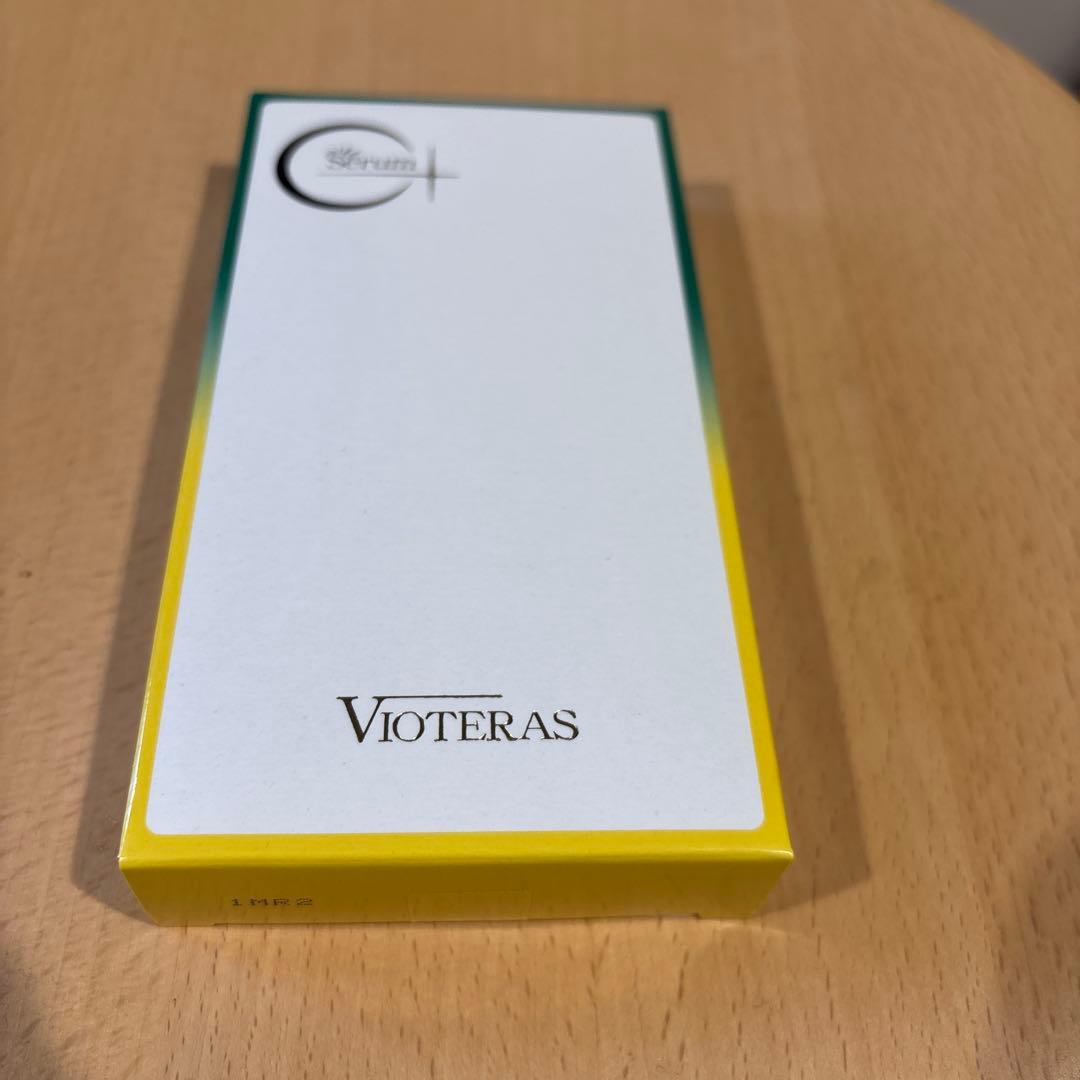 C+
Serum
VIOTERAS
1MR2